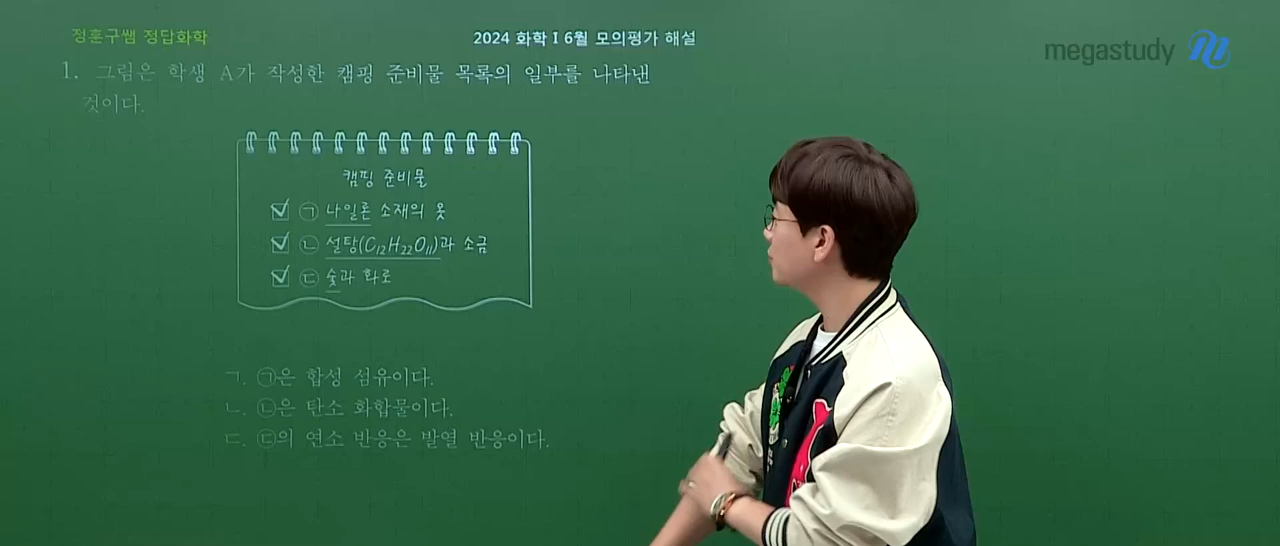 정훈구쌤 정답화학
2024 화학 I 6월 모의평가 해설
megastudy
1. 그림은 학생 A가 작성한 캠핑 준비물 목록의 일부를 나타낸
것이다.
캠핑 준비물
㉠ 나일론 소재의 옷
㉡ 설탕(C₁₂H₂₂O₁₁)과 소금
㉢ 숯과 화로
ㄱ. ㉠은 합성 섬유이다.
ㄴ. ㉡은 탄소 화합물이다.
ㄷ. ㉢의 연소 반응은 발열 반응이다.